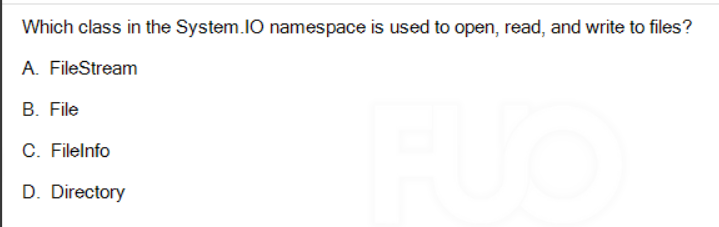 Which class in the System.IO namespace is used to open, read, and write to files?
A. FileStream
B. File
C. FileInfo
D. Directory
FUO